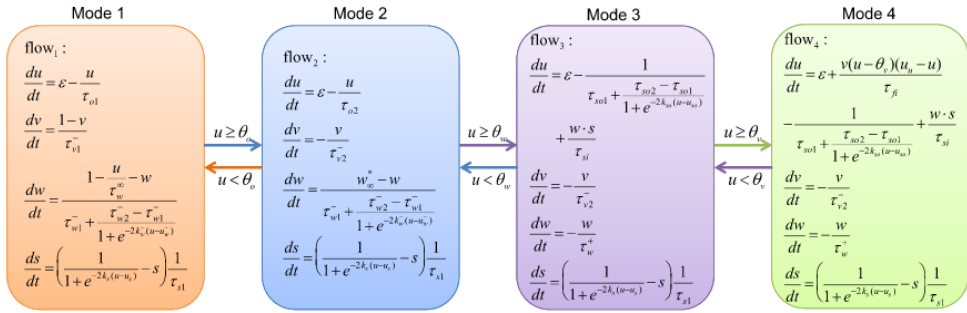 Mode 1
flow₁ :
du/dt = ε − u/τ_o1
dv/dt = (1 − v)/τ_v1^−
dw/dt = (1 − u/τ_w^∞ − w)/(τ_w1^− + (τ_w2^− − τ_w1^−)/(1 + e^(−2k_w^−(u−u_w^−))))
ds/dt = (1/(1 + e^(−2k_s(u−u_s))) − s) 1/τ_s1
u ≥ θ_o
u < θ_o
Mode 2
flow₂ :
du/dt = ε − u/τ_o2
dv/dt = − v/τ_v2^−
dw/dt = (w_∞^* − w)/(τ_w1^− + (τ_w2^− − τ_w1^−)/(1 + e^(−2k_w^−(u−u_w^−))))
ds/dt = (1/(1 + e^(−2k_s(u−u_s))) − s) 1/τ_s1
u ≥ θ_w
u < θ_w
Mode 3
flow₃ :
du/dt = ε − 1/(τ_so1 + (τ_so2 − τ_so1)/(1 + e^(−2k_so(u−u_so))))
+ w·s/τ_si
dv/dt = − v/τ_v2^−
dw/dt = − w/τ_w^+
ds/dt = (1/(1 + e^(−2k_s(u−u_s))) − s) 1/τ_s1
u ≥ θ_v
u < θ_v
Mode 4
flow₄ :
du/dt = ε + v(u − θ_v)(u_u − u)/τ_fi
− 1/(τ_so1 + (τ_so2 − τ_so1)/(1 + e^(−2k_so(u−u_so)))) + w·s/τ_si
dv/dt = − v/τ_v2^−
dw/dt = − w/τ_w^+
ds/dt = (1/(1 + e^(−2k_s(u−u_s))) − s) 1/τ_s1